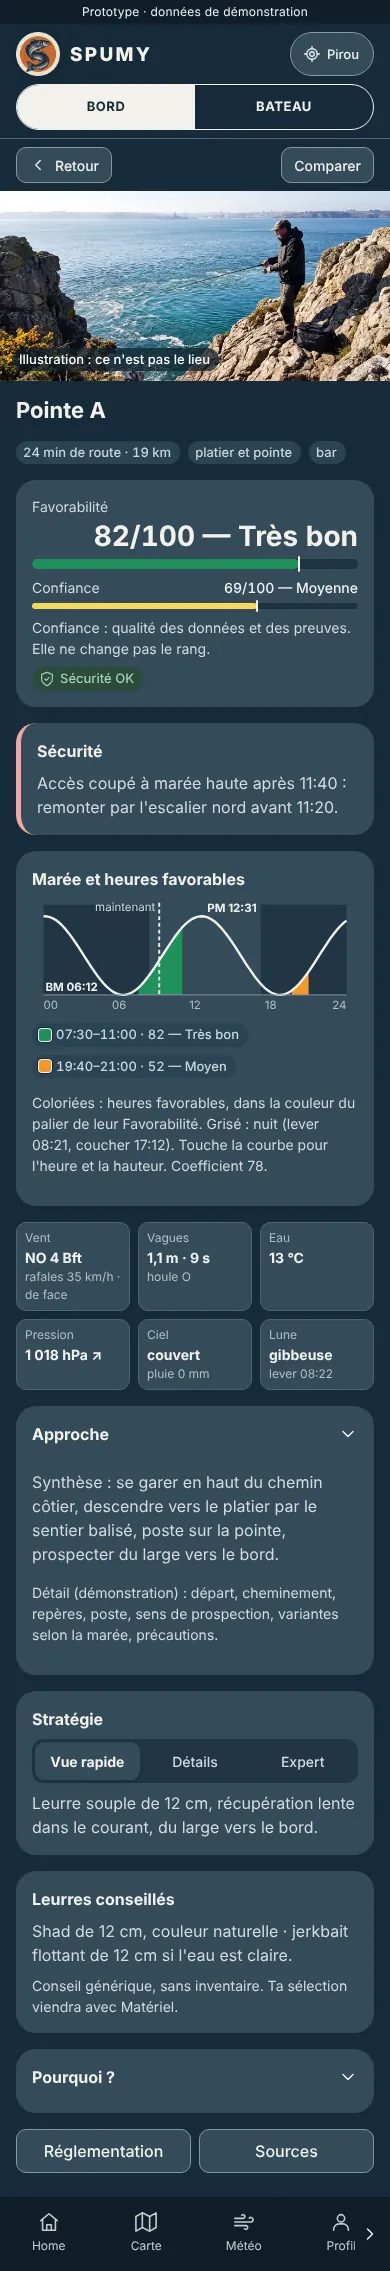 Prototype · données de démonstration
SPUMY
Pirou
BORD
BATEAU
Retour
Comparer
Illustration : ce n'est pas le lieu
Pointe A
24 min de route · 19 km
platier et pointe
bar
Favorabilité
82/100 — Très bon
Confiance
69/100 — Moyenne
Confiance : qualité des données et des preuves.
Elle ne change pas le rang.
Sécurité OK
Sécurité
Accès coupé à marée haute après 11:40 :
remonter par l'escalier nord avant 11:20.
Marée et heures favorables
maintenant
PM 12:31
BM 06:12
00 06 12 18 24
07:30–11:00 · 82 — Très bon
19:40–21:00 · 52 — Moyen
Coloriées : heures favorables, dans la couleur du
palier de leur Favorabilité. Grisé : nuit (lever
08:21, coucher 17:12). Touche la courbe pour
l'heure et la hauteur. Coefficient 78.
Vent
NO 4 Bft
rafales 35 km/h ·
de face
Vagues
1,1 m · 9 s
houle O
Eau
13 °C
Pression
1 018 hPa ↗
Ciel
couvert
pluie 0 mm
Lune
gibbeuse
lever 08:22
Approche
Synthèse : se garer en haut du chemin
côtier, descendre vers le platier par le
sentier balisé, poste sur la pointe,
prospecter du large vers le bord.
Détail (démonstration) : départ, cheminement,
repères, poste, sens de prospection, variantes
selon la marée, précautions.
Stratégie
Vue rapide
Détails
Expert
Leurre souple de 12 cm, récupération lente
dans le courant, du large vers le bord.
Leurres conseillés
Shad de 12 cm, couleur naturelle · jerkbait
flottant de 12 cm si l'eau est claire.
Conseil générique, sans inventaire. Ta sélection
viendra avec Matériel.
Pourquoi ?
Réglementation
Sources
Home
Carte
Météo
Profil